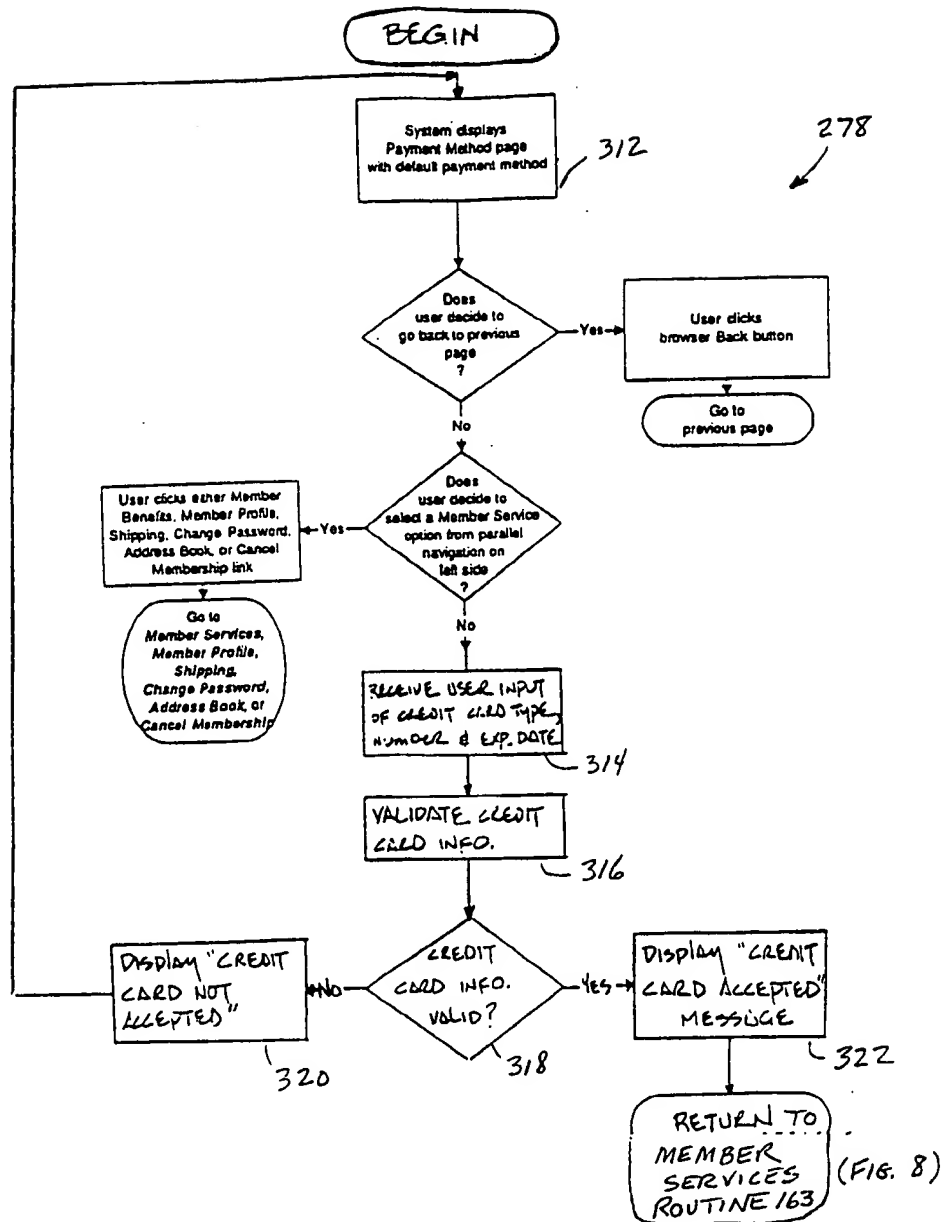 BEGIN
System displays
Payment Method page
with default payment method
312
278
Does
user decide to
go back to previous
page
?
Yes
User clicks
browser Back button
Go to
previous page
No
Does
user decide to
select a Member Service
option from parallel
navigation on
left side
?
Yes
User clicks either Member
Benefits, Member Profile,
Shipping, Change Password,
Address Book, or Cancel
Membership link
Go to
Member Services,
Member Profile,
Shipping,
Change Password,
Address Book, or
Cancel Membership
No
RECEIVE USER INPUT
OF CREDIT CARD TYPE,
NUMBER & EXP. DATE
314
VALIDATE CREDIT
CARD INFO.
316
CREDIT
CARD INFO.
VALID?
318
NO
DISPLAY "CREDIT
CARD NOT
ACCEPTED"
320
YES
DISPLAY "CREDIT
CARD ACCEPTED"
MESSAGE
322
RETURN TO
MEMBER
SERVICES
ROUTINE 163
(FIG. 8)